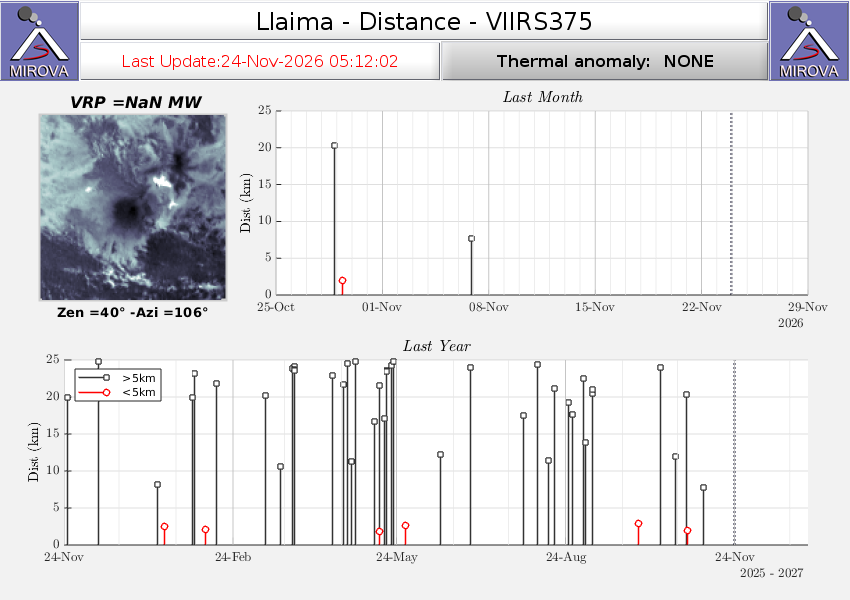 Llaima - Distance - VIIRS375
MIROVA
Last Update:24-Nov-2026 05:12:02
Thermal anomaly: NONE
MIROVA
VRP =NaN MW
Zen =40° -Azi =106°
Last Month
Dist (km)
25
20
15
10
5
0
25-Oct 01-Nov 08-Nov 15-Nov 22-Nov 29-Nov
2026
Last Year
Dist (km)
25
20
15
10
5
0
>5km
<5km
24-Nov 24-Feb 24-May 24-Aug 24-Nov
2025 - 2027